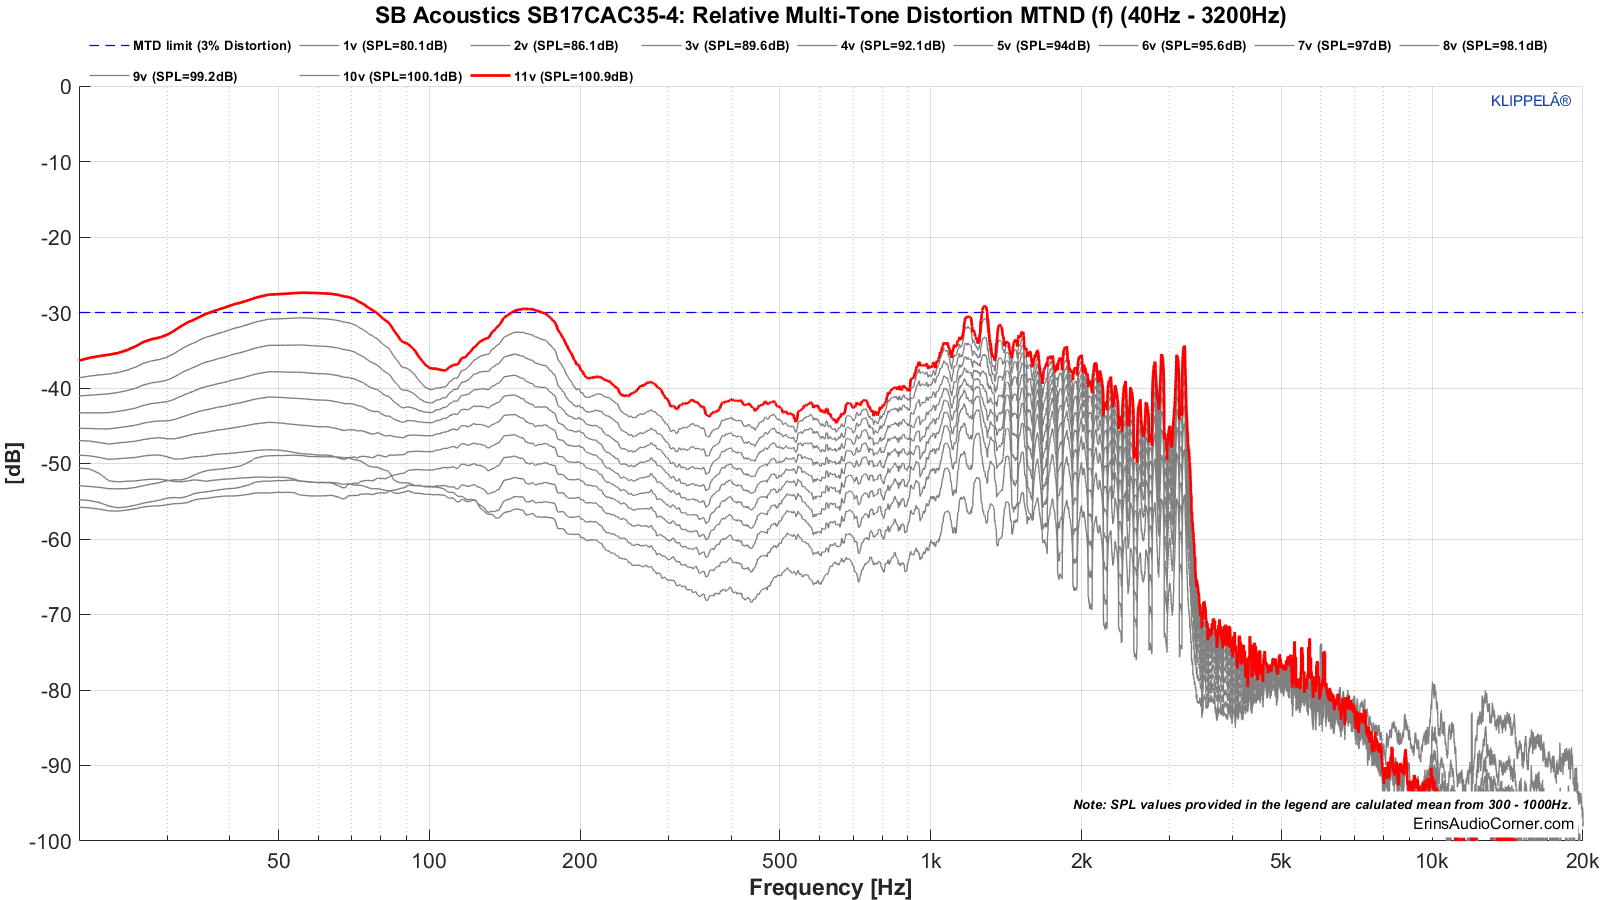 SB Acoustics SB17CAC35-4: Relative Multi-Tone Distortion MTND (f) (40Hz - 3200Hz)
MTD limit (3% Distortion) 1v (SPL=80.1dB) 2v (SPL=86.1dB) 3v (SPL=89.6dB) 4v (SPL=92.1dB) 5v (SPL=94dB) 6v (SPL=95.6dB) 7v (SPL=97dB) 8v (SPL=98.1dB)
9v (SPL=99.2dB) 10v (SPL=100.1dB) 11v (SPL=100.9dB)
KLIPPELÂ®
0
-10
-20
-30
-40
-50
-60
-70
-80
-90
-100
[dB]
Note: SPL values provided in the legend are calulated mean from 300 - 1000Hz.
ErinsAudioCorner.com
50 100 200 500 1k 2k 5k 10k 20k
Frequency [Hz]